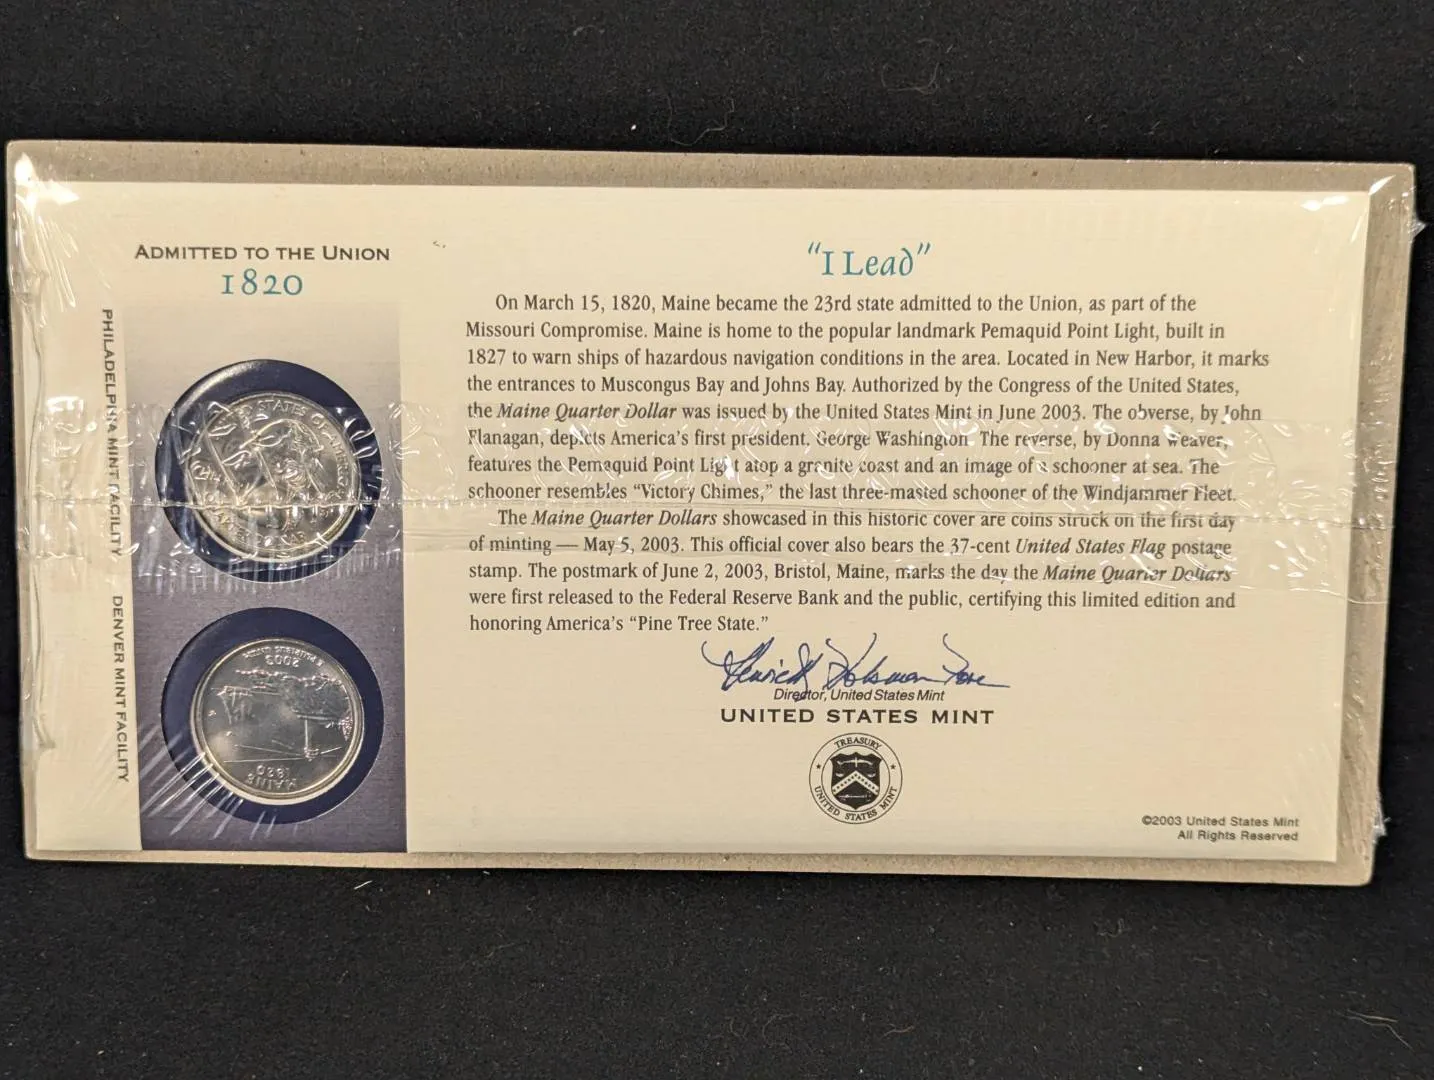 ADMITTED TO THE UNION
1820
PHILADELPHIA MINT FACILITY
DENVER MINT FACILITY
UNITED STATES OF AMERICA
QUARTER DOLLAR
E PLURIBUS UNUM
2003
1820
MAINE
“I Lead”
On March 15, 1820, Maine became the 23rd state admitted to the Union, as part of the
Missouri Compromise. Maine is home to the popular landmark Pemaquid Point Light, built in
1827 to warn ships of hazardous navigation conditions in the area. Located in New Harbor, it marks
the entrances to Muscongus Bay and Johns Bay. Authorized by the Congress of the United States,
the Maine Quarter Dollar was issued by the United States Mint in June 2003. The obverse, by John
Flanagan, depicts America’s first president, George Washington. The reverse, by Donna Weaver,
features the Pemaquid Point Light atop a granite coast and an image of a schooner at sea. The
schooner resembles “Victory Chimes,” the last three-masted schooner of the Windjammer Fleet.
The Maine Quarter Dollars showcased in this historic cover are coins struck on the first day
of minting — May 5, 2003. This official cover also bears the 37-cent United States Flag postage
stamp. The postmark of June 2, 2003, Bristol, Maine, marks the day the Maine Quarter Dollars
were first released to the Federal Reserve Bank and the public, certifying this limited edition and
honoring America’s “Pine Tree State.”
Director, United States Mint
UNITED STATES MINT
TREASURY
UNITED STATES MINT
©2003 United States Mint
All Rights Reserved